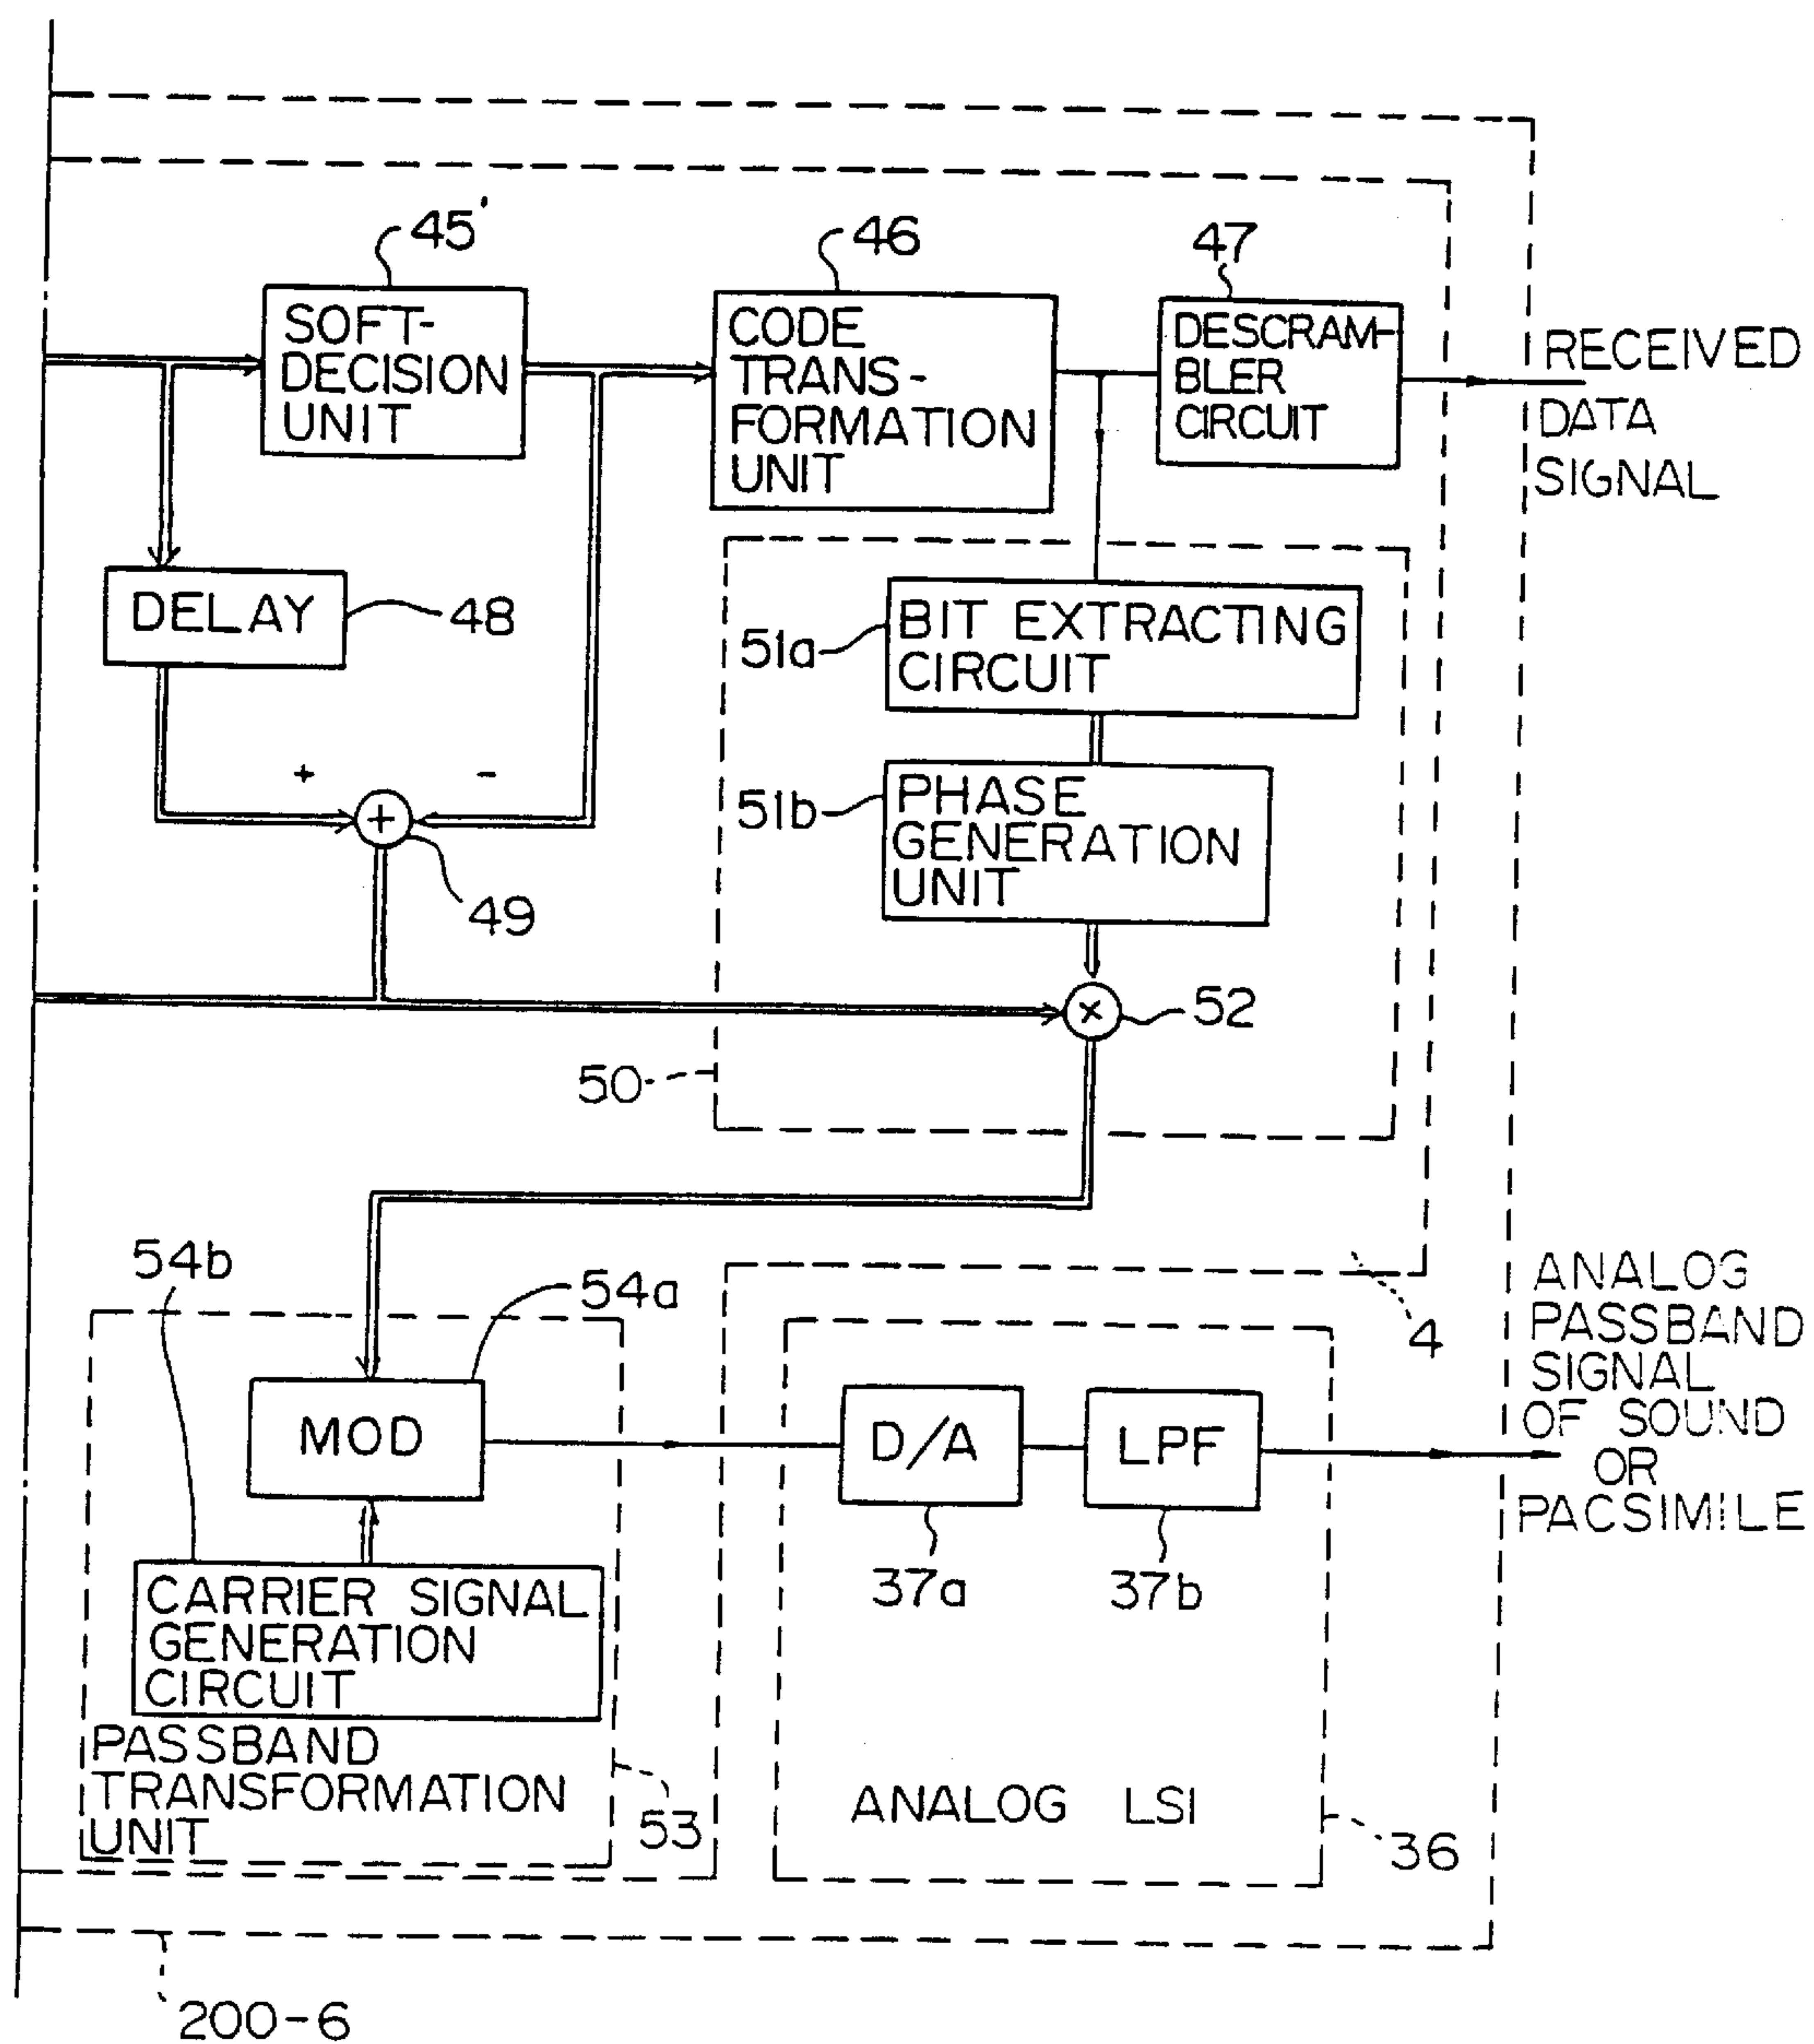 45'
46
47
SOFT-
DECISION
UNIT
CODE
TRANS-
FORMATION
UNIT
DESCRAM-
BLER
CIRCUIT
RECEIVED
DATA
SIGNAL
DELAY
48
51a
BIT EXTRACTING
CIRCUIT
+
-
+
49
51b
PHASE
GENERATION
UNIT
×
52
50
54b
54a
4
ANALOG
PASSBAND
SIGNAL
OF SOUND
OR
PACSIMILE
MOD
D/A
LPF
37a
37b
CARRIER SIGNAL
GENERATION
CIRCUIT
PASSBAND
TRANSFORMATION
UNIT
53
ANALOG LSI
36
200-6